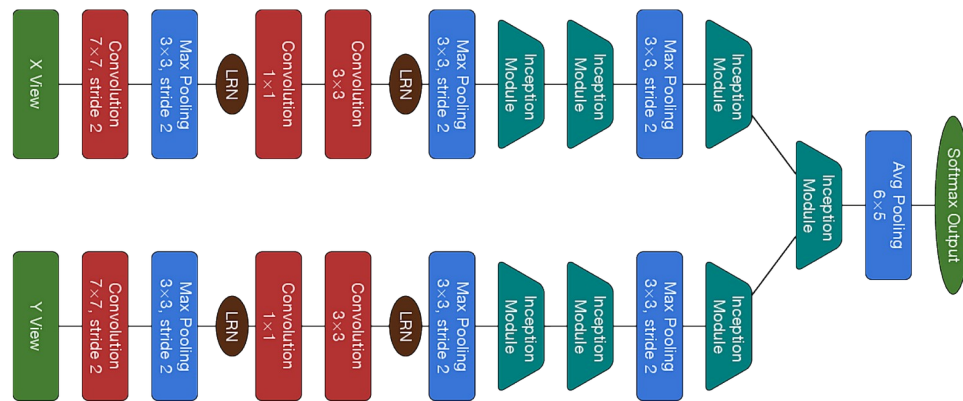 X View
Convolution
7×7, stride 2
Max Pooling
3×3, stride 2
LRN
Convolution
1×1
Convolution
3×3
LRN
Max Pooling
3×3, stride 2
Inception
Module
Inception
Module
Max Pooling
3×3, stride 2
Inception
Module
Y View
Convolution
7×7, stride 2
Max Pooling
3×3, stride 2
LRN
Convolution
1×1
Convolution
3×3
LRN
Max Pooling
3×3, stride 2
Inception
Module
Inception
Module
Max Pooling
3×3, stride 2
Inception
Module
Inception
Module
Avg Pooling
6×5
Softmax Output